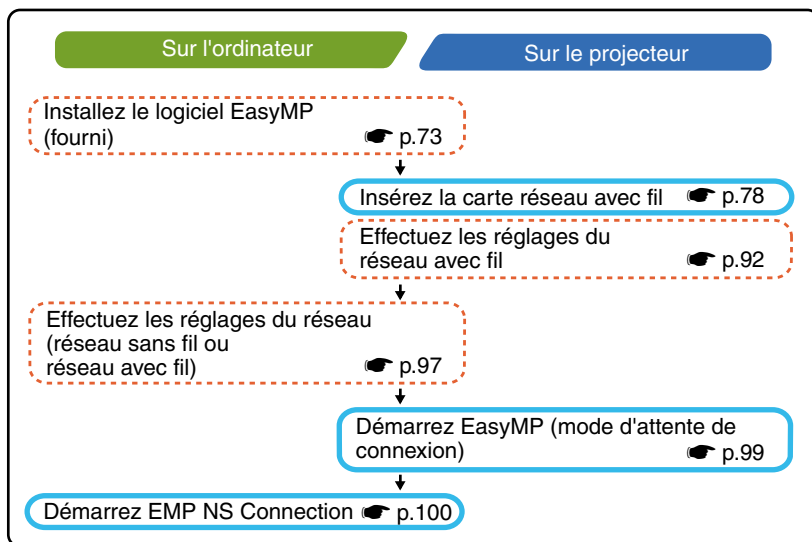 Sur l'ordinateur
Sur le projecteur
Installez le logiciel EasyMP
(fourni) p.73
Insérez la carte réseau avec fil p.78
Effectuez les réglages du
réseau avec fil p.92
Effectuez les réglages du réseau
(réseau sans fil ou
réseau avec fil) p.97
Démarrez EasyMP (mode d'attente de
connexion) p.99
Démarrez EMP NS Connection p.100